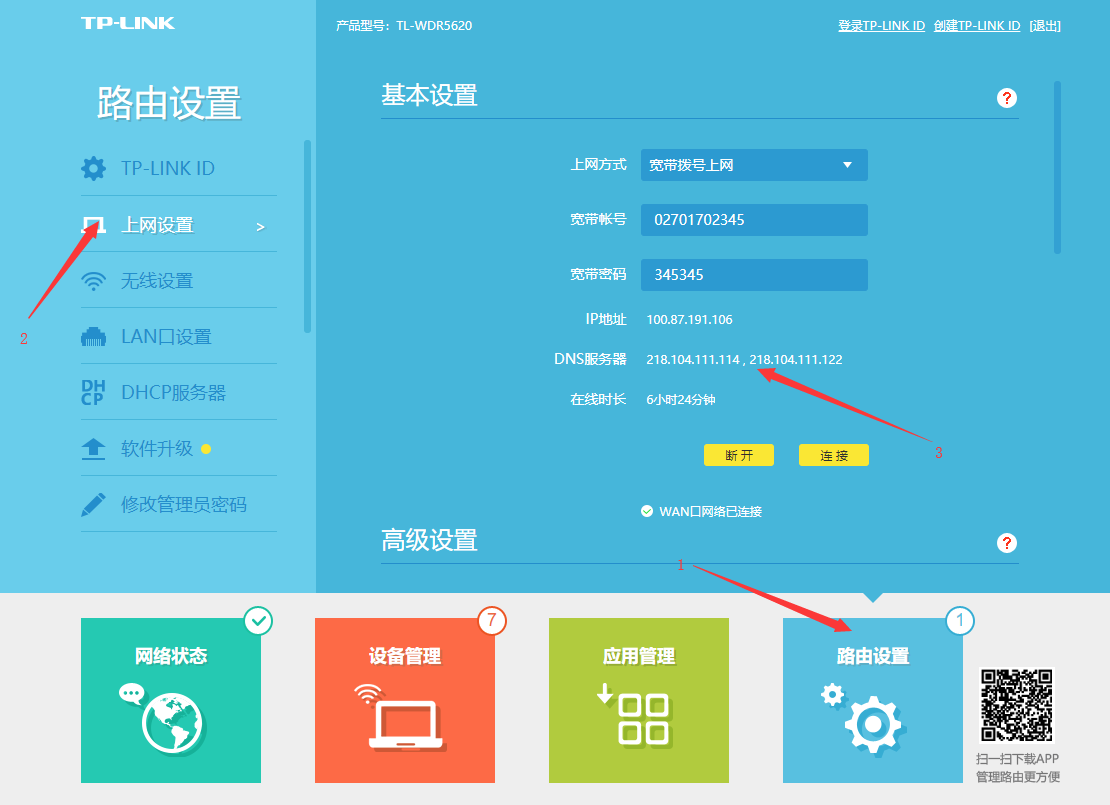 TP-LINK
产品型号：TL-WDR5620
登录TP-LINK ID 创建TP-LINK ID [退出]
路由设置
TP-LINK ID
上网设置 >
无线设置
LAN口设置
DHCP
DHCP服务器
软件升级
修改管理员密码
2
基本设置 ?
上网方式 宽带拨号上网
宽带帐号 02701702345
宽带密码 345345
IP地址 100.87.191.106
DNS服务器 218.104.111.114 , 218.104.111.122
在线时长 6小时24分钟
3
断 开 连 接
WAN口网络已连接
高级设置 ?
1
网络状态
7
设备管理
应用管理
1
路由设置
扫一扫下载APP
管理路由更方便